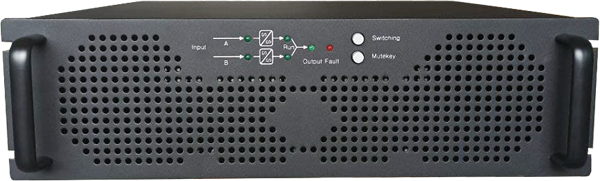 Input A
Run
Switching
B
Output Fault
Mutekey